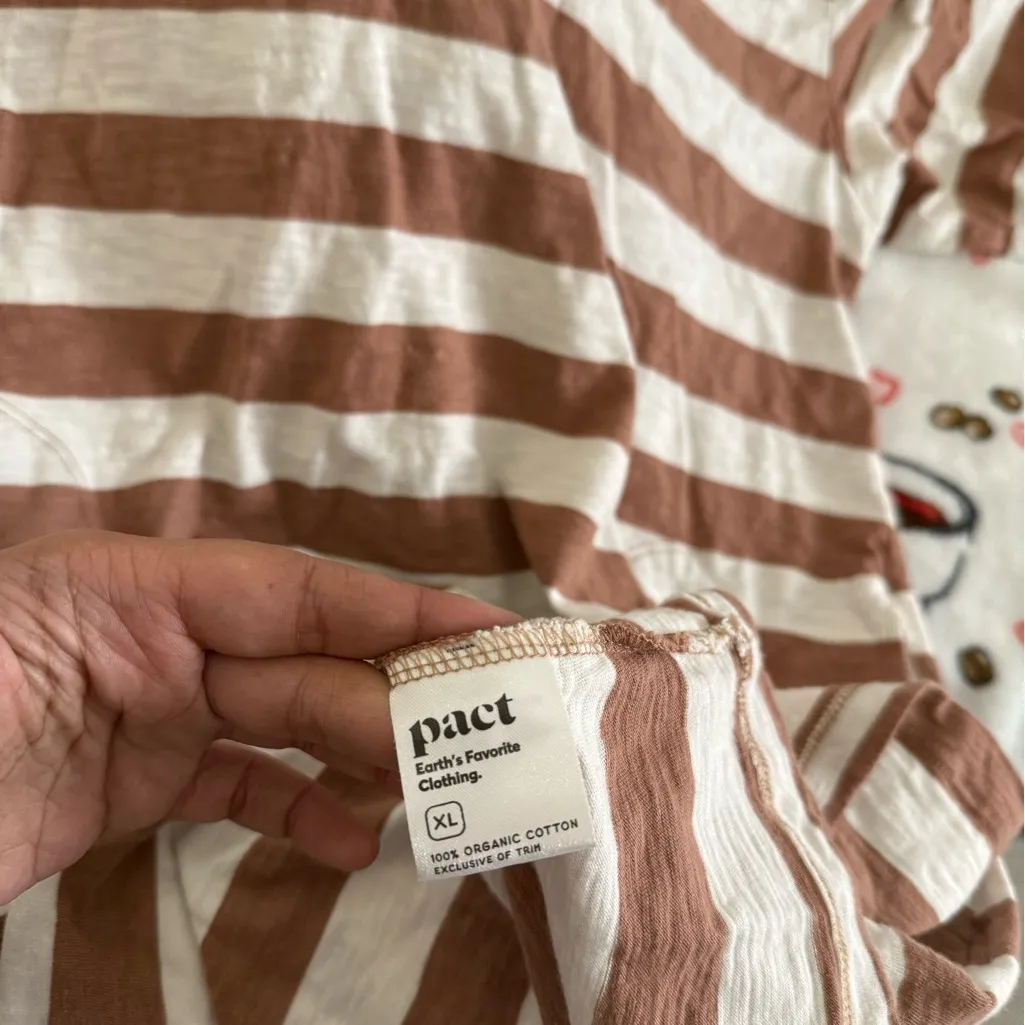 pact
Earth's Favorite
Clothing.
XL
100% ORGANIC COTTON
EXCLUSIVE OF TRIM